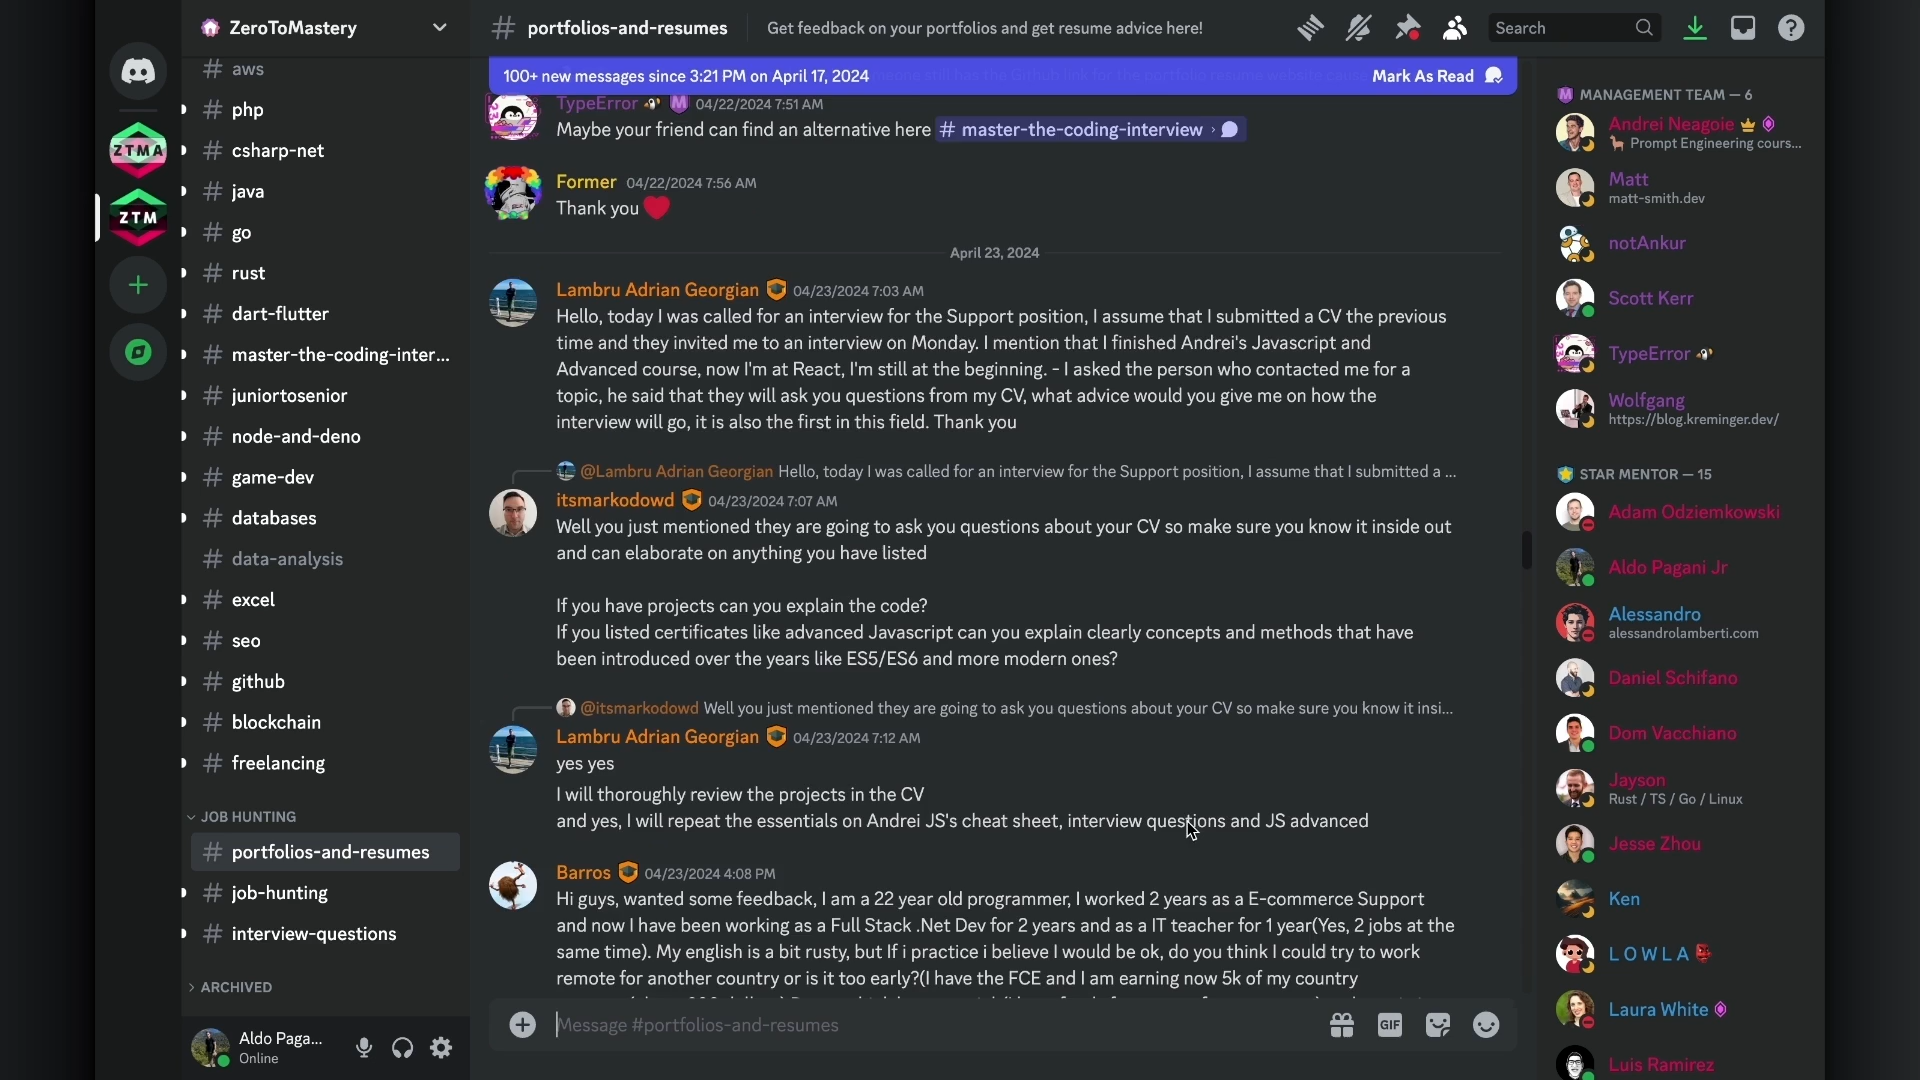 ZeroToMastery
# portfolios-and-resumes
Get feedback on your portfolios and get resume advice here!
Search
ZTMA
ZTM
# aws
# php
# csharp-net
# java
# go
# rust
# dart-flutter
# master-the-coding-inter...
# juniortosenior
# node-and-deno
# game-dev
# databases
# data-analysis
# excel
# seo
# github
# blockchain
# freelancing
JOB HUNTING
# portfolios-and-resumes
# job-hunting
# interview-questions
ARCHIVED
Aldo Paga...
Online
100+ new messages since 3:21 PM on April 17, 2024
Mark As Read
TypeError 04/22/2024 7:51 AM
Maybe your friend can find an alternative here # master-the-coding-interview ›
Former 04/22/2024 7:56 AM
Thank you
April 23, 2024
Lambru Adrian Georgian 04/23/2024 7:03 AM
Hello, today I was called for an interview for the Support position, I assume that I submitted a CV the previous
time and they invited me to an interview on Monday. I mention that I finished Andrei's Javascript and
Advanced course, now I'm at React, I'm still at the beginning. - I asked the person who contacted me for a
topic, he said that they will ask you questions from my CV, what advice would you give me on how the
interview will go, it is also the first in this field. Thank you
@Lambru Adrian Georgian Hello, today I was called for an interview for the Support position, I assume that I submitted a ...
itsmarkodowd 04/23/2024 7:07 AM
Well you just mentioned they are going to ask you questions about your CV so make sure you know it inside out
and can elaborate on anything you have listed
If you have projects can you explain the code?
If you listed certificates like advanced Javascript can you explain clearly concepts and methods that have
been introduced over the years like ES5/ES6 and more modern ones?
@itsmarkodowd Well you just mentioned they are going to ask you questions about your CV so make sure you know it insi...
Lambru Adrian Georgian 04/23/2024 7:12 AM
yes yes
I will thoroughly review the projects in the CV
and yes, I will repeat the essentials on Andrei JS's cheat sheet, interview questions and JS advanced
Barros 04/23/2024 4:08 PM
Hi guys, wanted some feedback, I am a 22 year old programmer, I worked 2 years as a E-commerce Support
and now I have been working as a Full Stack .Net Dev for 2 years and as a IT teacher for 1 year(Yes, 2 jobs at the
same time). My english is a bit rusty, but If i practice i believe I would be ok, do you think I could try to work
remote for another country or is it too early?(I have the FCE and I am earning now 5k of my country
Message #portfolios-and-resumes
GIF
MANAGEMENT TEAM — 6
Andrei Neagoie
Prompt Engineering cours...
Matt
matt-smith.dev
notAnkur
Scott Kerr
TypeError
Wolfgang
https://blog.kreminger.dev/
STAR MENTOR — 15
Adam Odziemkowski
Aldo Pagani Jr
Alessandro
alessandrolamberti.com
Daniel Schifano
Dom Vacchiano
Jayson
Rust / TS / Go / Linux
Jesse Zhou
Ken
L O W L A
Laura White
Luis Ramirez